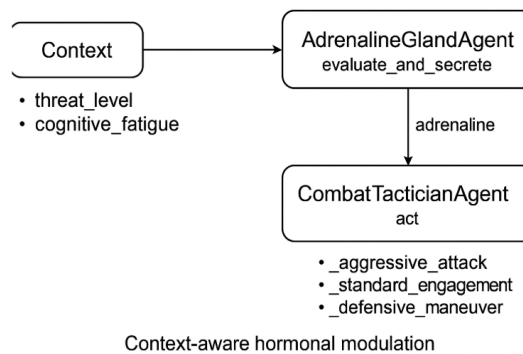 Context
• threat_level
• cognitive_fatigue
AdrenalineGlandAgent
evaluate_and_secrete
adrenaline
CombatTacticianAgent
act
• _aggressive_attack
• _standard_engagement
• _defensive_maneuver
Context-aware hormonal modulation